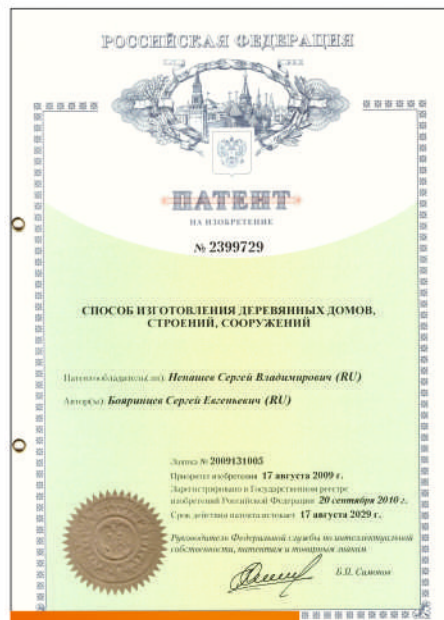 РОССИЙСКАЯ ФЕДЕРАЦИЯ
ПАТЕНТ
НА ИЗОБРЕТЕНИЕ
№ 2399729
СПОСОБ ИЗГОТОВЛЕНИЯ ДЕРЕВЯННЫХ ДОМОВ,
СТРОЕНИЙ, СООРУЖЕНИЙ
Патентообладатель(ли): Непашев Сергей Владимирович (RU)
Автор(ы): Бояринцев Сергей Евгеньевич (RU)
Заявка № 2009131005
Приоритет изобретения 17 августа 2009 г.
Зарегистрировано в Государственном реестре
изобретений Российской Федерации 20 сентября 2010 г.
Срок действия патента истекает 17 августа 2029 г.
Руководитель Федеральной службы по интеллектуальной
собственности, патентам и товарным знакам
Б.П. Симонов